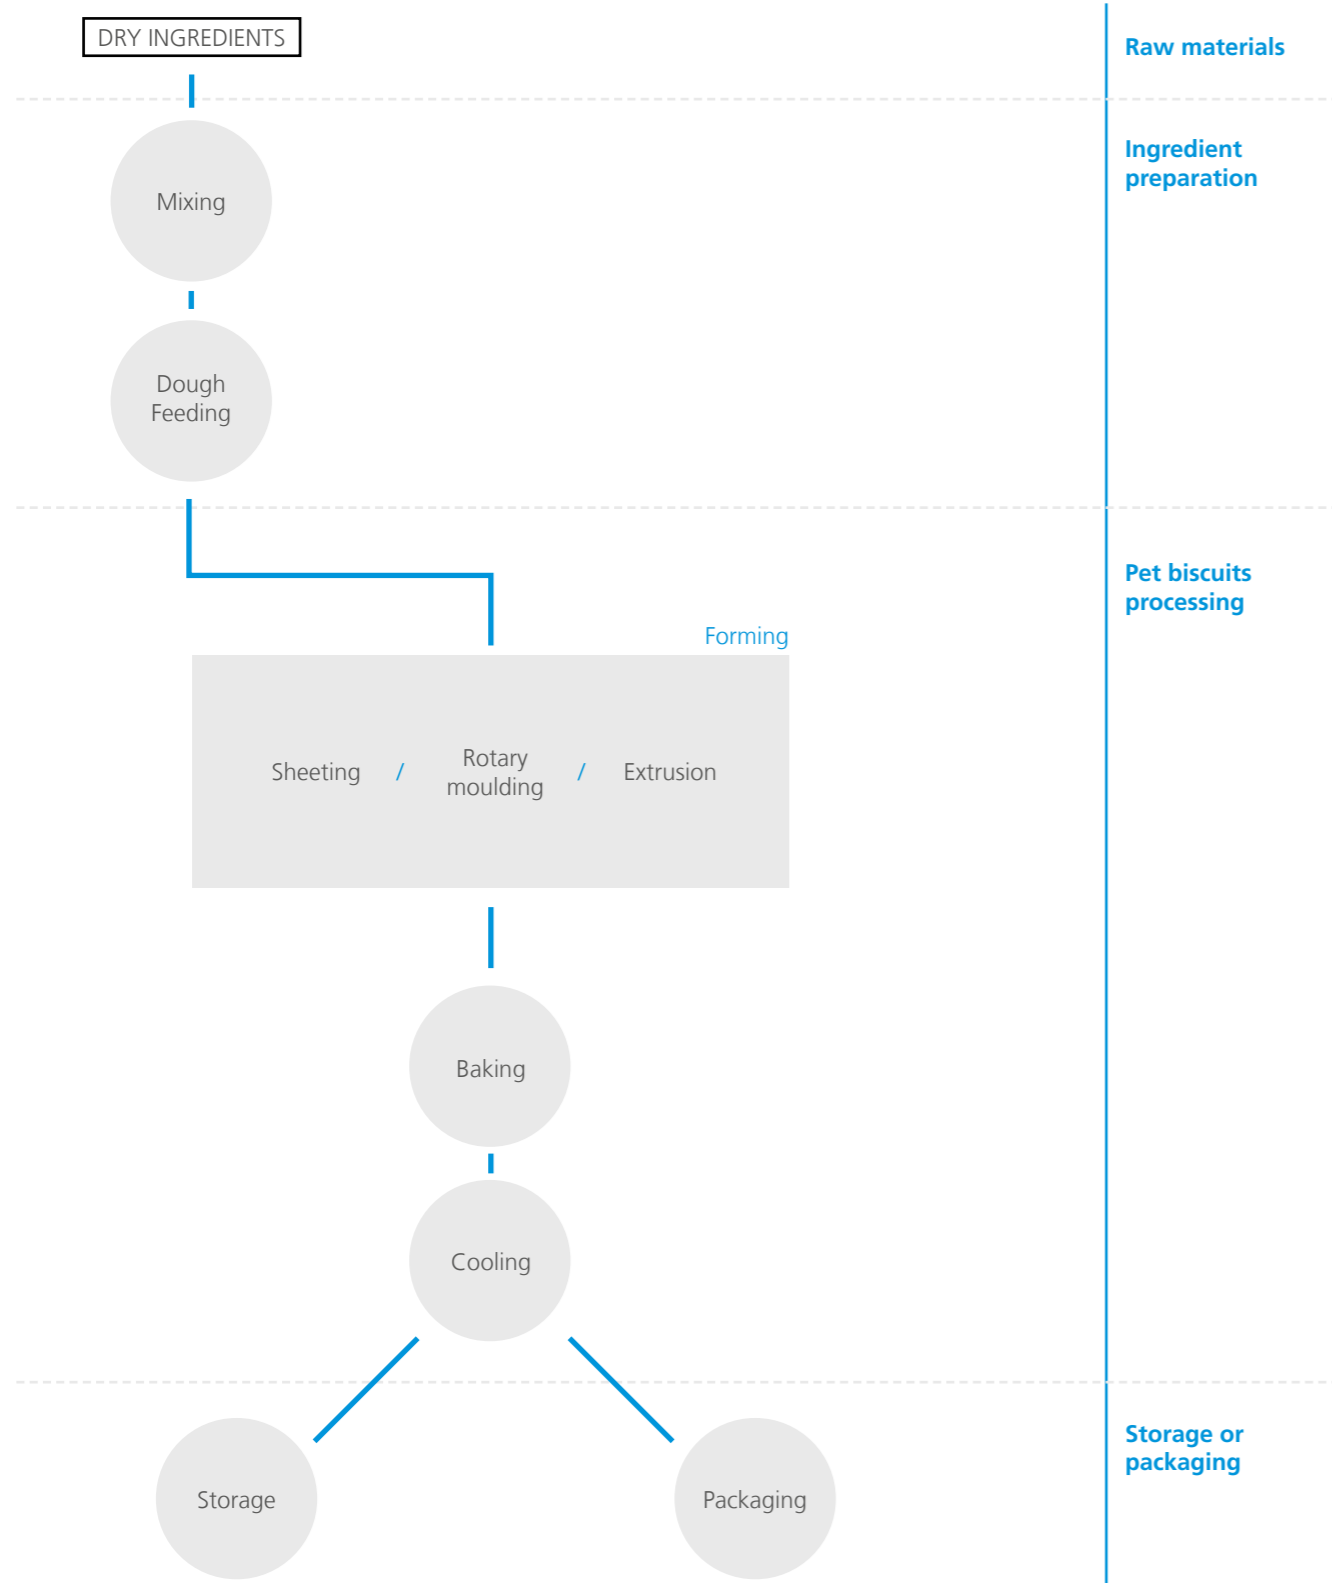 DRY INGREDIENTS
Raw materials
Ingredient
preparation
Mixing
Dough
Feeding
Pet biscuits
processing
Forming
Sheeting / Rotary
moulding / Extrusion
Baking
Cooling
Storage or
packaging
Storage
Packaging